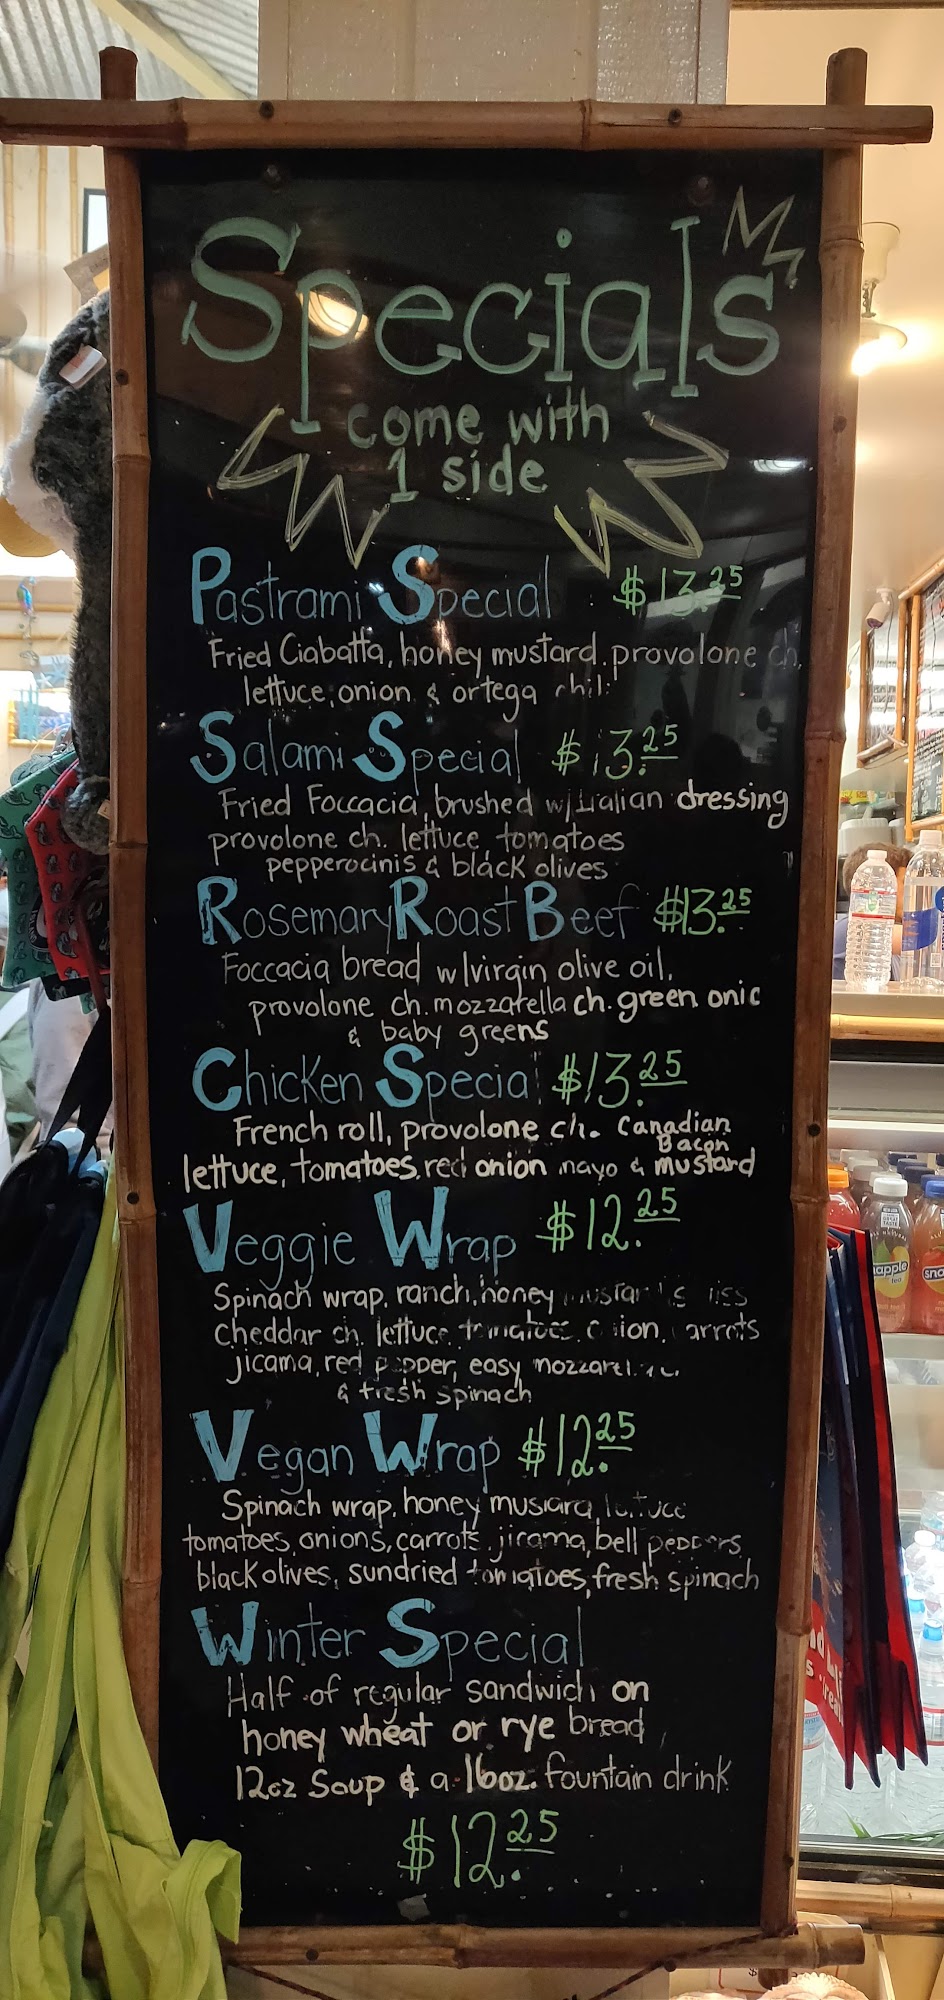 Specials
come with
1 side
Pastrami Special $13.25
Fried Ciabatta, honey mustard, provolone ch,
lettuce, onion & ortega
Salami Special $13.25
Fried Foccacia, brushed w/Italian dressing
provolone ch. lettuce, tomatoes
pepperocinis & black olives
Rosemary Roast Beef $13.25
Foccacia bread w/virgin olive oil,
provolone ch. mozzarella ch. green onic
& baby greens
Chicken Special $13.25
French roll, provolone ch. Canadian
Bacon
lettuce, tomatoes, red onion mayo & mustard
Veggie Wrap $12.25
Spinach wrap, ranch, honey
cheddar ch. lettuce, tomatoes, onion, carrots
jicama, red pepper, easy
& fresh spinach
Vegan Wrap $12.25
Spinach wrap, honey mustard, lettuce
tomatoes, onions, carrots, jicama, bell peppers
black olives, sundried tomatoes, fresh spinach
Winter Special
Half of regular sandwich on
honey wheat or rye bread
12oz Soup & a 16oz. fountain drink
$12.25
apple